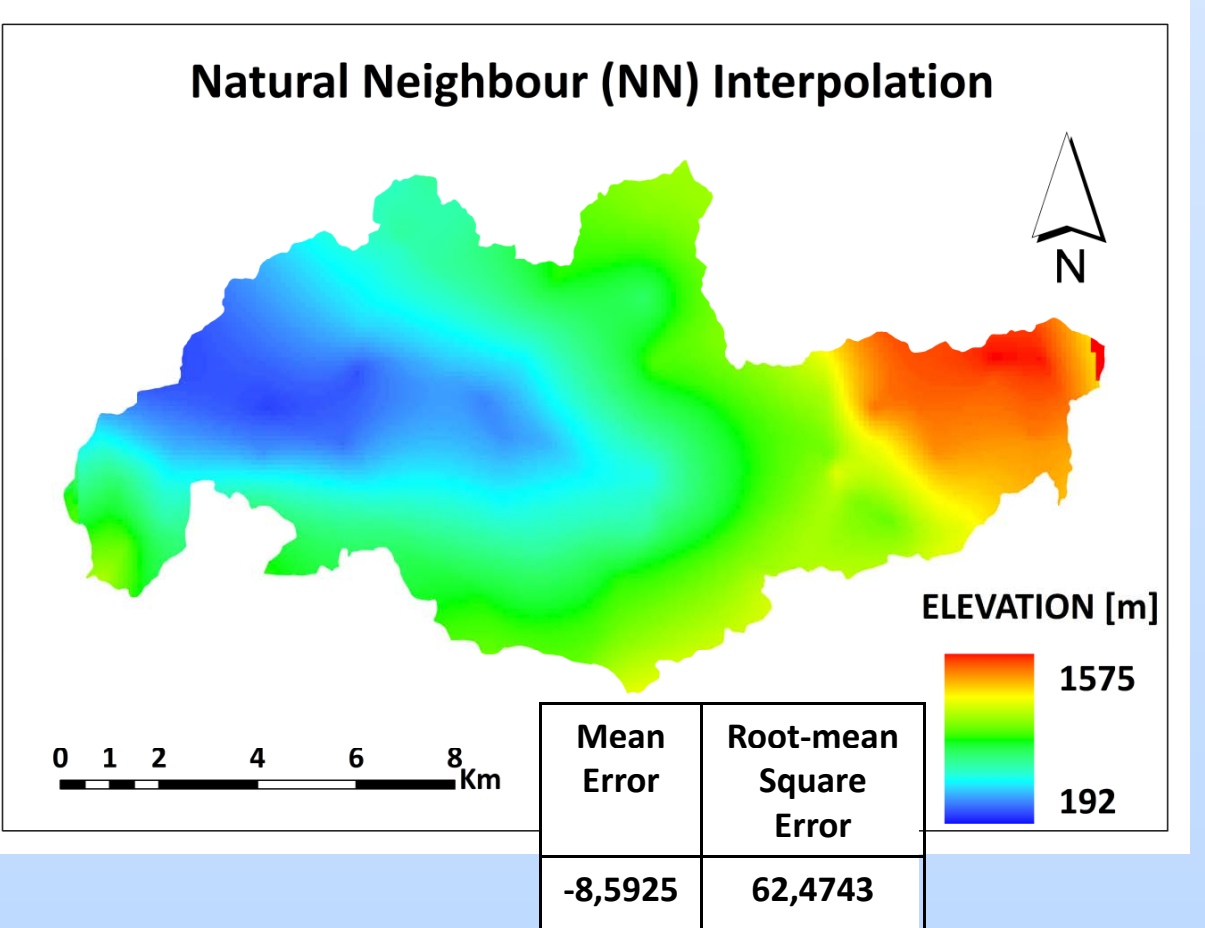 Natural Neighbour (NN) Interpolation
N
ELEVATION [m]
1575
192
0 1 2 4 6 8 Km
Mean Error
Root-mean Square Error
-8,5925
62,4743